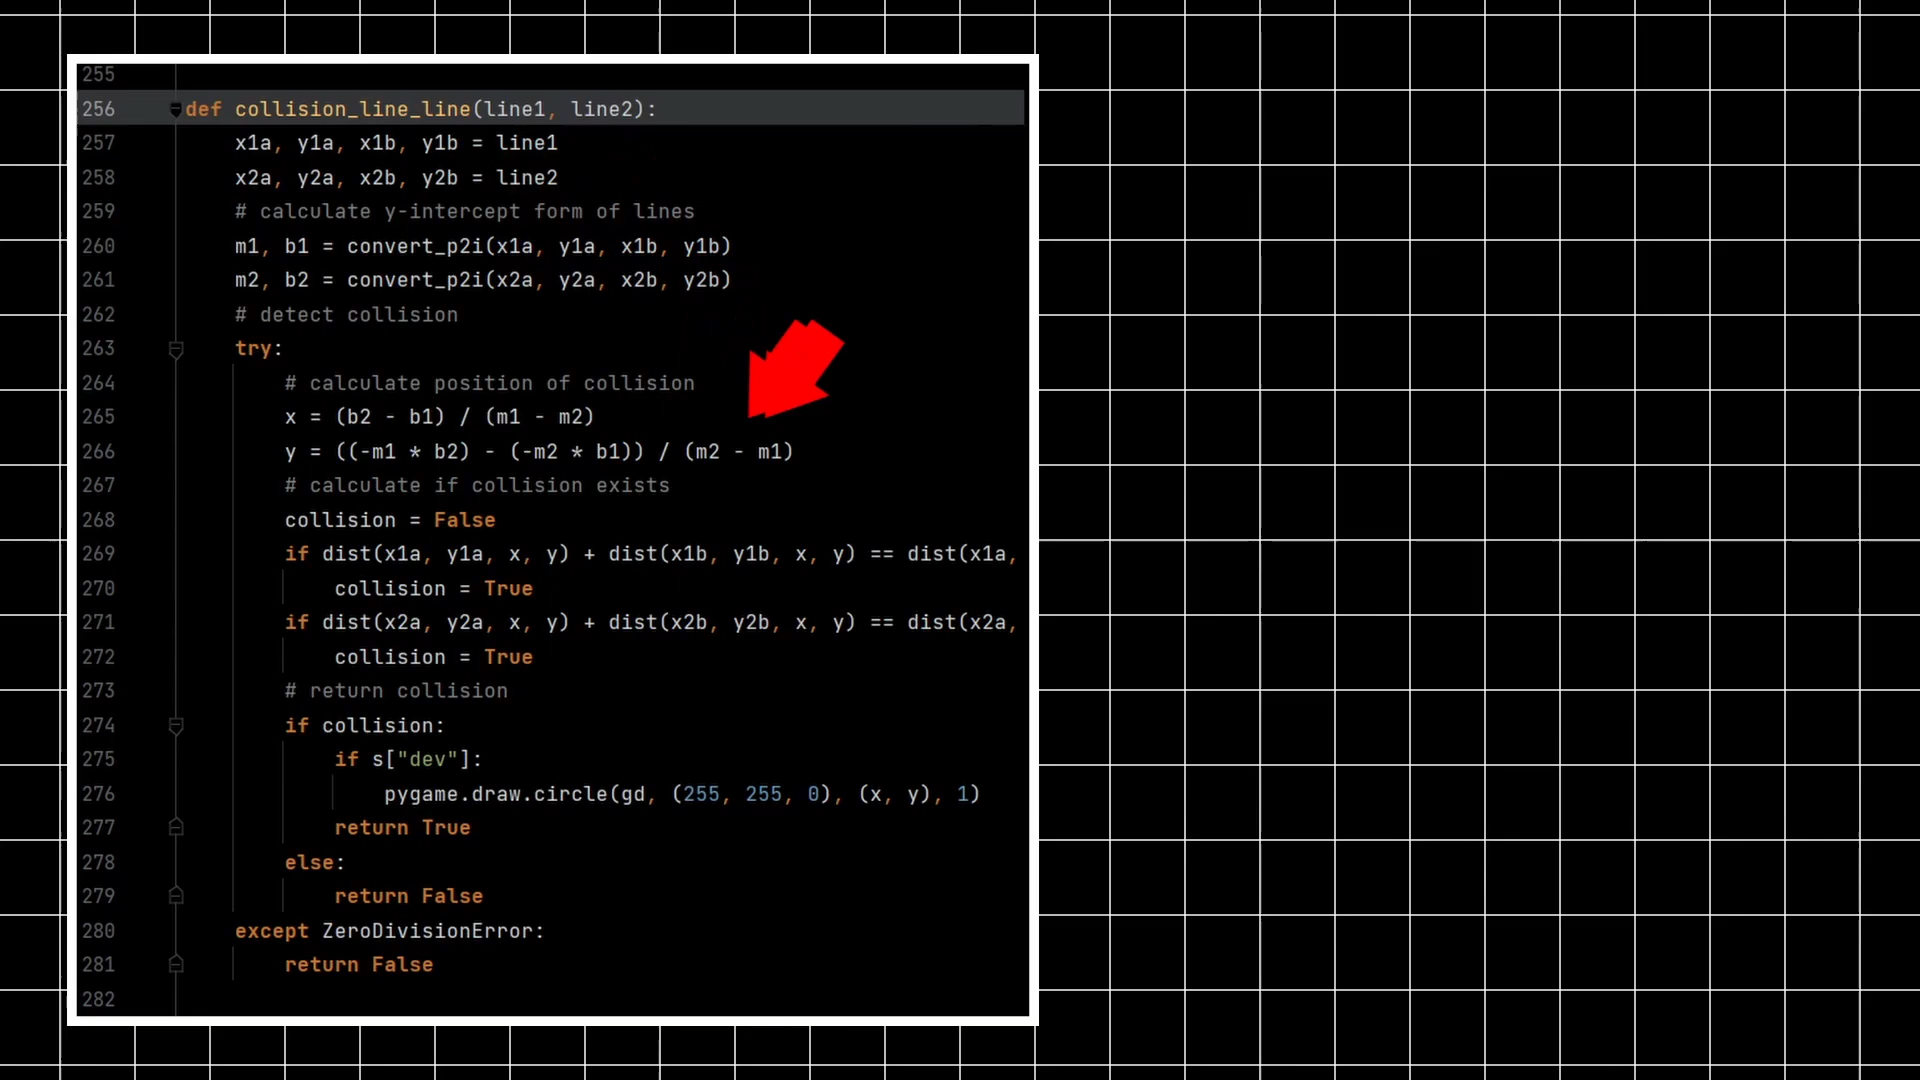 255
256 def collision_line_line(line1, line2):
257 x1a, y1a, x1b, y1b = line1
258 x2a, y2a, x2b, y2b = line2
259 # calculate y-intercept form of lines
260 m1, b1 = convert_p2i(x1a, y1a, x1b, y1b)
261 m2, b2 = convert_p2i(x2a, y2a, x2b, y2b)
262 # detect collision
263 try:
264 # calculate position of collision
265 x = (b2 - b1) / (m1 - m2)
266 y = ((-m1 * b2) - (-m2 * b1)) / (m2 - m1)
267 # calculate if collision exists
268 collision = False
269 if dist(x1a, y1a, x, y) + dist(x1b, y1b, x, y) == dist(x1a,
270 collision = True
271 if dist(x2a, y2a, x, y) + dist(x2b, y2b, x, y) == dist(x2a,
272 collision = True
273 # return collision
274 if collision:
275 if s["dev"]:
276 pygame.draw.circle(gd, (255, 255, 0), (x, y), 1)
277 return True
278 else:
279 return False
280 except ZeroDivisionError:
281 return False
282